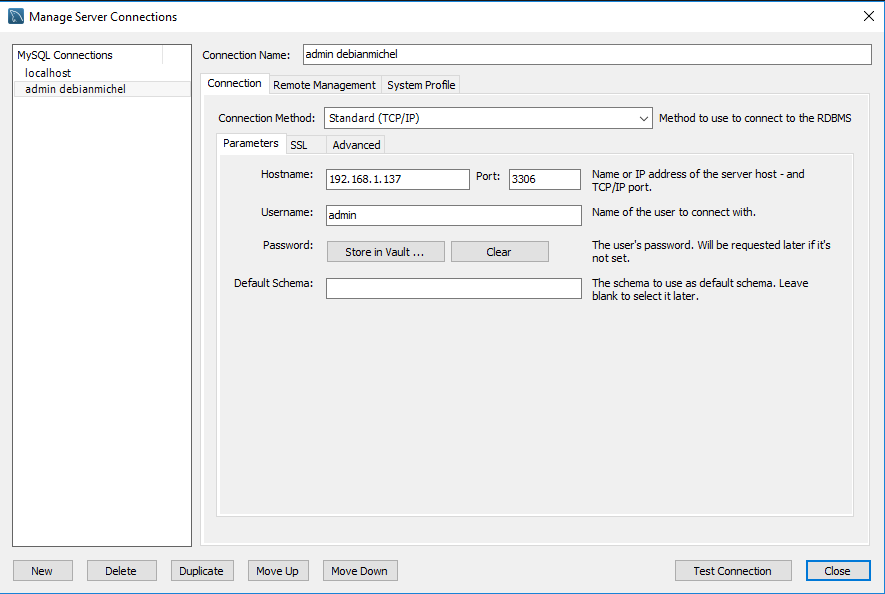 Manage Server Connections
MySQL Connections
localhost
admin debianmichel
Connection Name: admin debianmichel
Connection Remote Management System Profile
Connection Method: Standard (TCP/IP) Method to use to connect to the RDBMS
Parameters SSL Advanced
Hostname: 192.168.1.137 Port: 3306 Name or IP address of the server host - and
TCP/IP port.
Username: admin Name of the user to connect with.
Password: Store in Vault ... Clear The user's password. Will be requested later if it's
not set.
Default Schema: The schema to use as default schema. Leave
blank to select it later.
New Delete Duplicate Move Up Move Down Test Connection Close